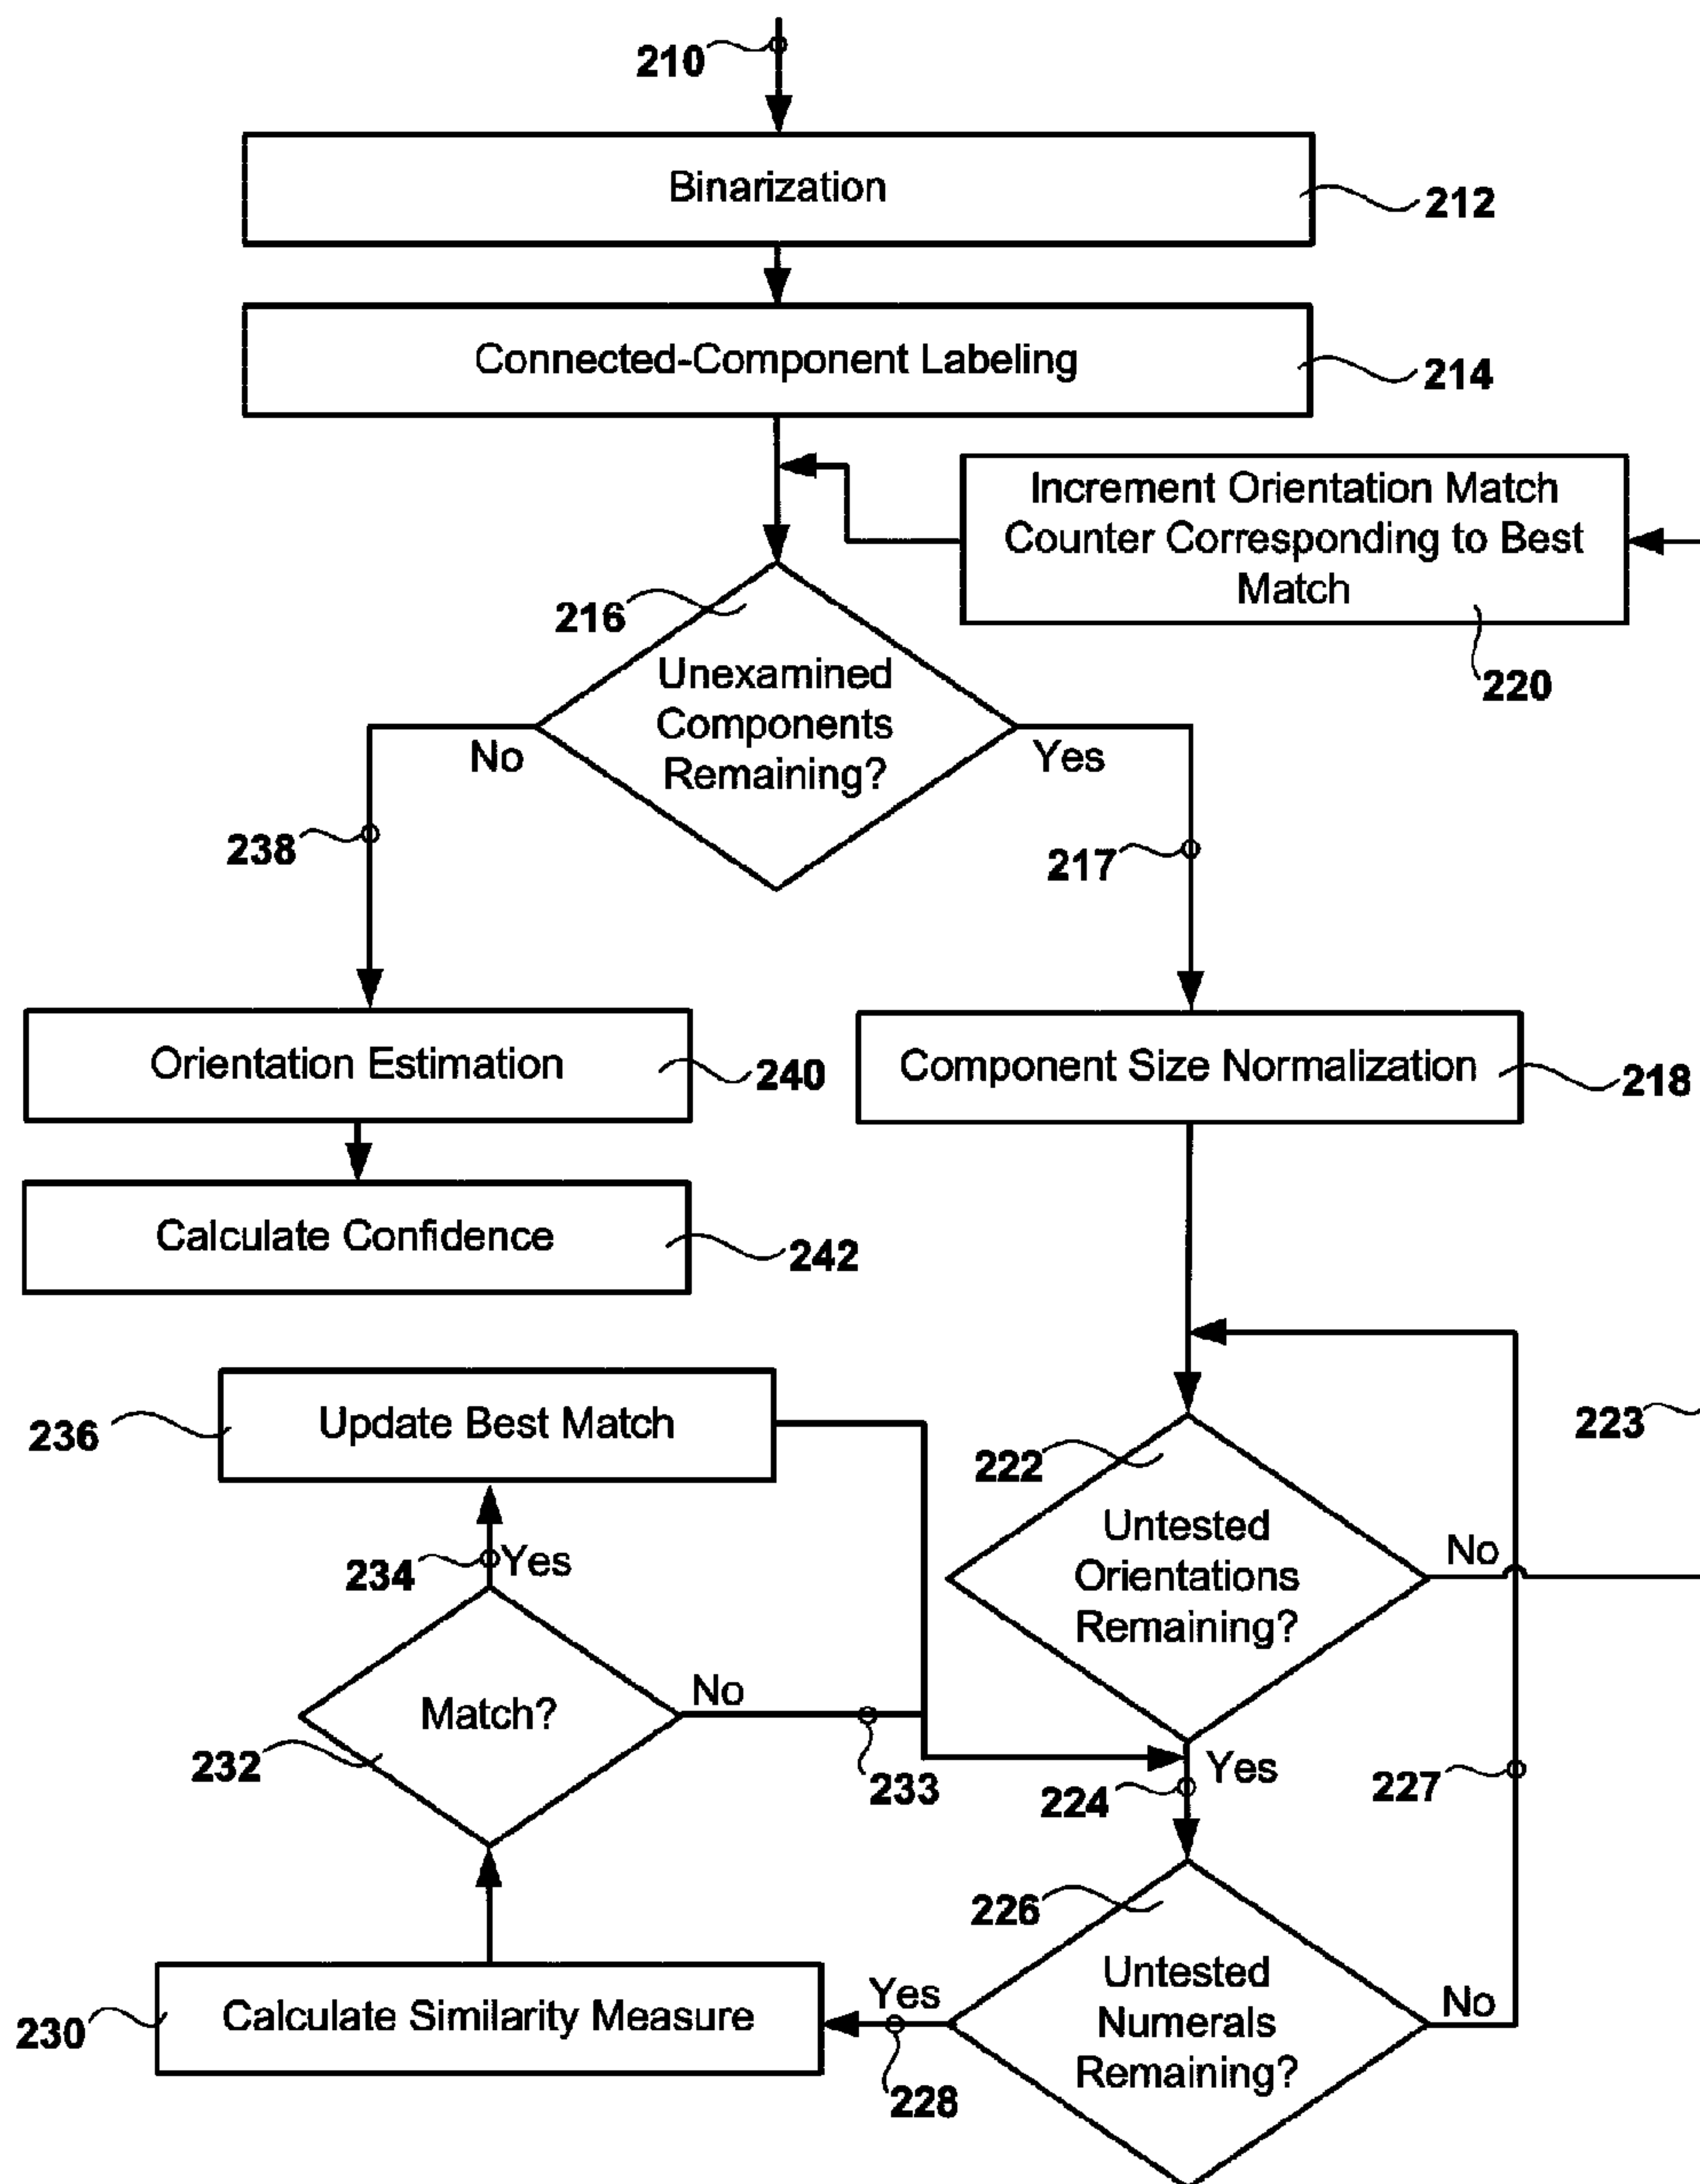 210
Binarization
212
Connected-Component Labeling
214
Increment Orientation Match
Counter Corresponding to Best
Match
220
216
Unexamined
Components
Remaining?
No
Yes
238
217
Orientation Estimation
240
Component Size Normalization
218
Calculate Confidence
242
236
Update Best Match
223
222
Untested
Orientations
Remaining?
No
234
Yes
Match?
No
232
233
Yes
224
227
226
Untested
Numerals
Remaining?
No
Yes
228
230
Calculate Similarity Measure